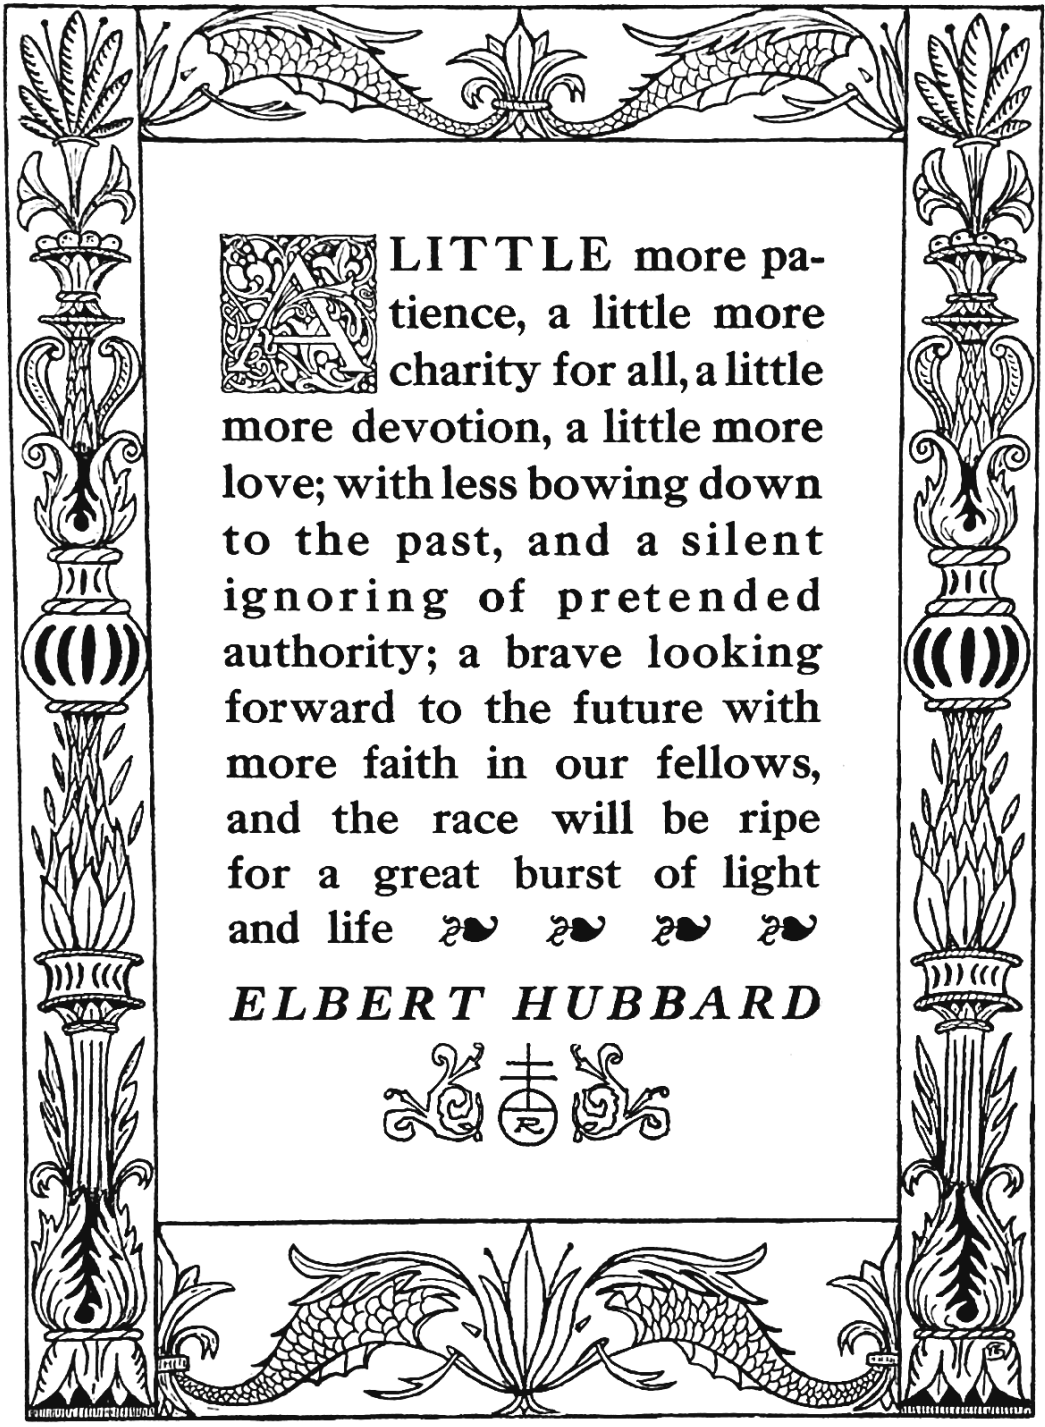 A LITTLE more pa-
tience, a little more
charity for all, a little
more devotion, a little more
love; with less bowing down
to the past, and a silent
ignoring of pretended
authority; a brave looking
forward to the future with
more faith in our fellows,
and the race will be ripe
for a great burst of light
and life
ELBERT HUBBARD
R